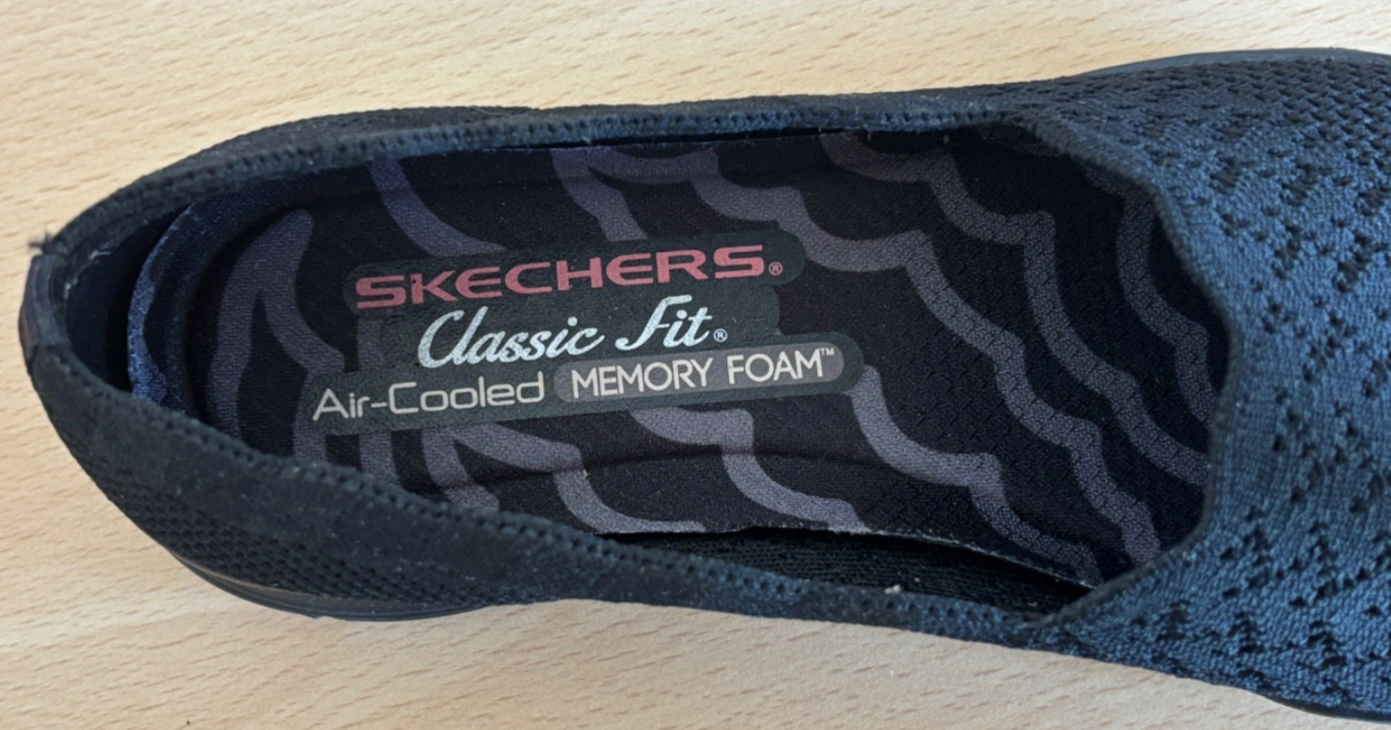 SKECHERS®
Classic Fit®
Air-Cooled MEMORY FOAM™